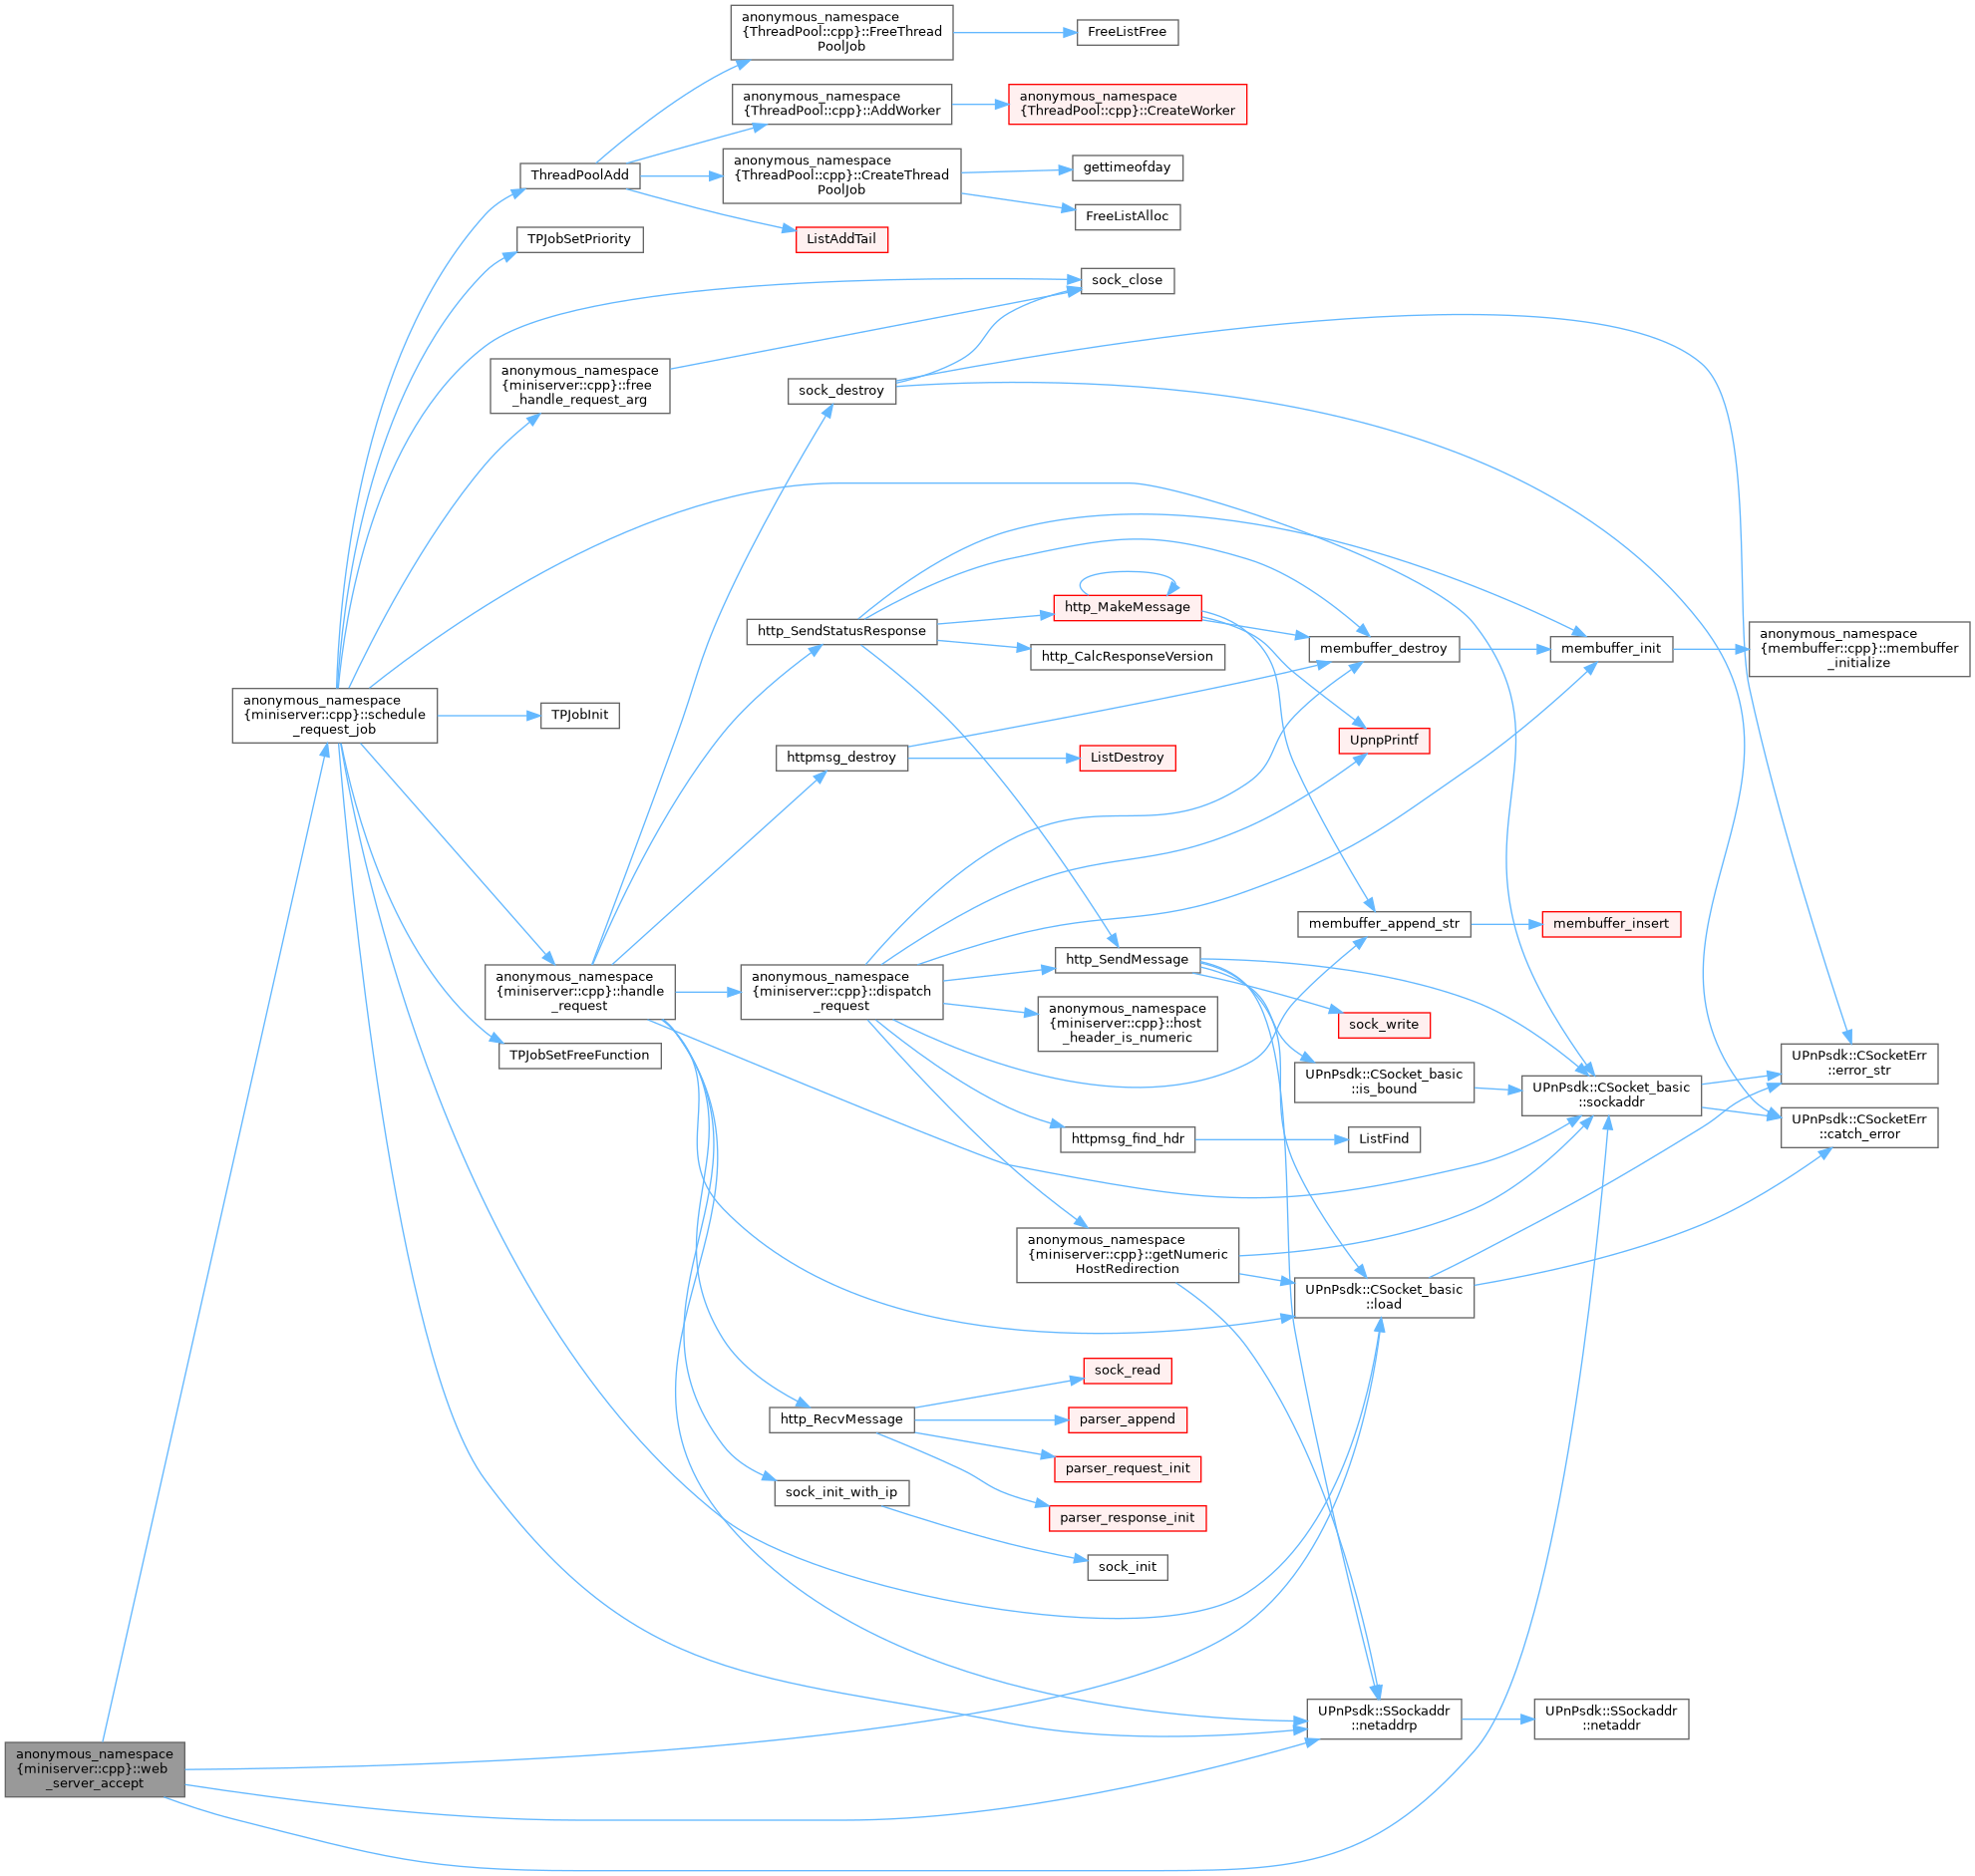 anonymous_namespace
{ThreadPool::cpp}::FreeThread
PoolJob
FreeListFree
anonymous_namespace
{ThreadPool::cpp}::AddWorker
anonymous_namespace
{ThreadPool::cpp}::CreateWorker
ThreadPoolAdd
anonymous_namespace
{ThreadPool::cpp}::CreateThread
PoolJob
gettimeofday
FreeListAlloc
TPJobSetPriority
ListAddTail
sock_close
anonymous_namespace
{miniserver::cpp}::free
_handle_request_arg
sock_destroy
http_SendStatusResponse
http_MakeMessage
http_CalcResponseVersion
membuffer_destroy
membuffer_init
anonymous_namespace
{membuffer::cpp}::membuffer
_initialize
anonymous_namespace
{miniserver::cpp}::schedule
_request_job
TPJobInit
httpmsg_destroy
ListDestroy
UpnpPrintf
membuffer_append_str
membuffer_insert
anonymous_namespace
{miniserver::cpp}::handle
_request
anonymous_namespace
{miniserver::cpp}::dispatch
_request
http_SendMessage
anonymous_namespace
{miniserver::cpp}::host
_header_is_numeric
sock_write
TPJobSetFreeFunction
UPnPsdk::CSocket_basic
::is_bound
UPnPsdk::CSocket_basic
::sockaddr
UPnPsdk::CSocketErr
::error_str
UPnPsdk::CSocketErr
::catch_error
httpmsg_find_hdr
ListFind
anonymous_namespace
{miniserver::cpp}::getNumeric
HostRedirection
UPnPsdk::CSocket_basic
::load
http_RecvMessage
sock_read
parser_append
parser_request_init
parser_response_init
sock_init_with_ip
sock_init
UPnPsdk::SSockaddr
::netaddrp
UPnPsdk::SSockaddr
::netaddr
anonymous_namespace
{miniserver::cpp}::web
_server_accept